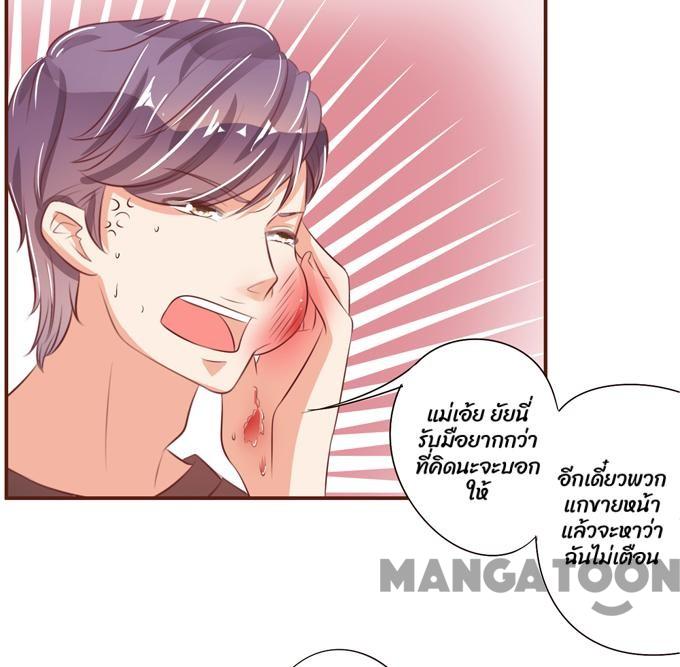 แม่เอ้ย ยัยนี่
รับมือยากกว่า
ที่คิดนะจะบอก
ให้
อีกเดี๋ยวพวก
แกขายหน้า
แล้วจะหาว่า
ฉันไม่เตือน
MANGATOON